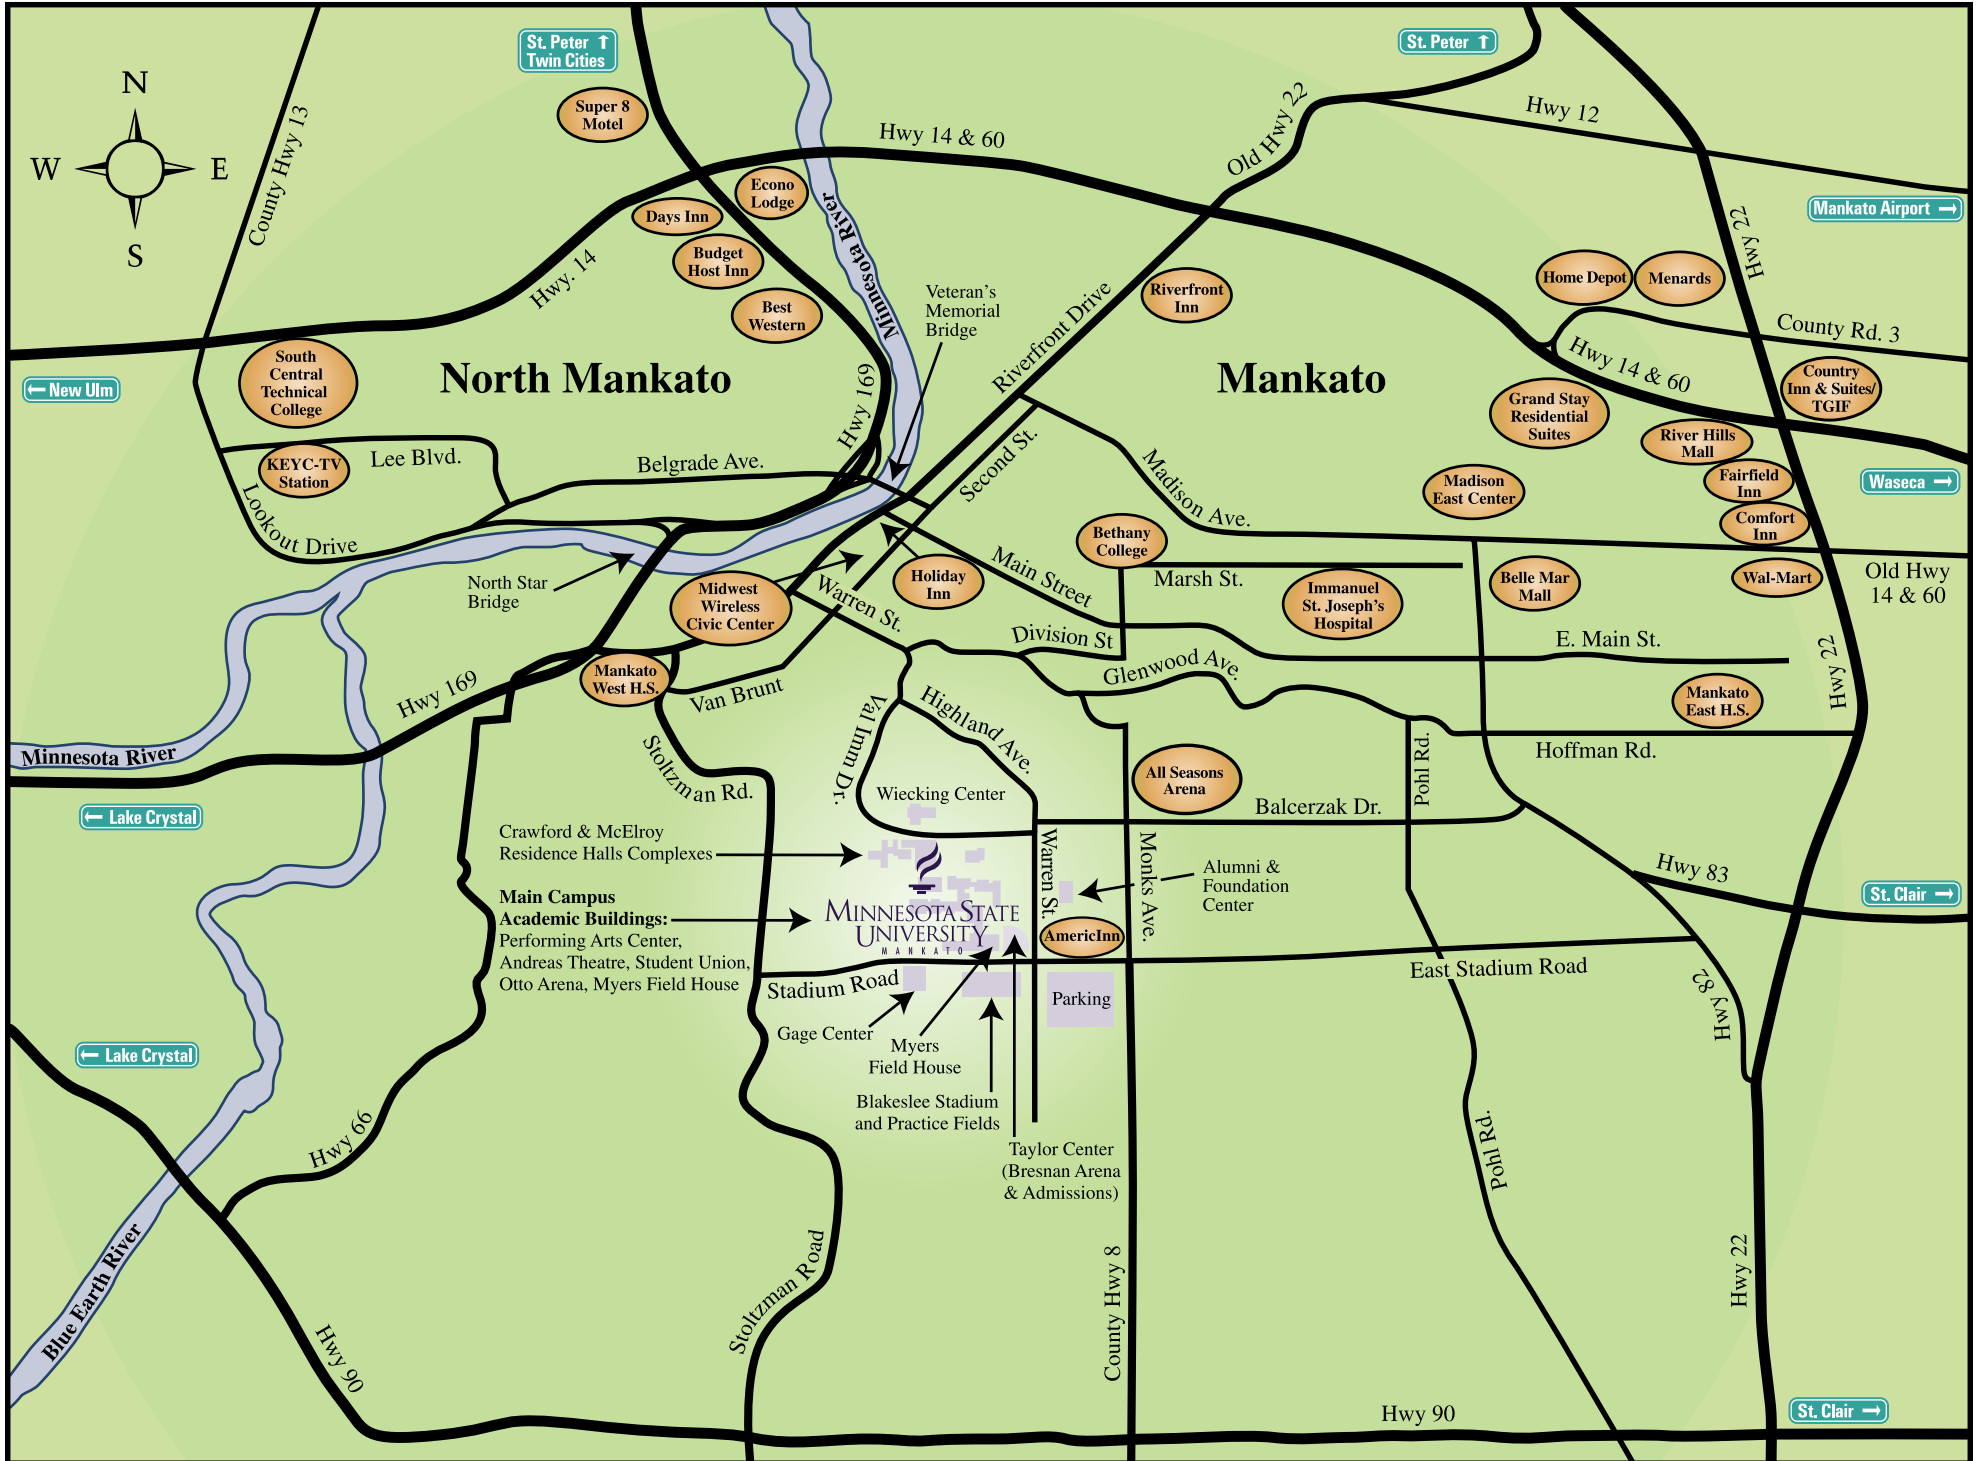 St. Peter ↑
Twin Cities
St. Peter ↑
N
W
E
S
County Hwy 13
Super 8
Motel
Hwy 14 & 60
Old Hwy 22
Hwy 12
Mankato Airport →
Hwy 22
Econo
Lodge
Days Inn
Budget
Host Inn
Best
Western
Minnesota River
Hwy. 14
Veteran's
Memorial
Bridge
Riverfront Drive
Riverfront
Inn
Home Depot
Menards
County Rd. 3
Hwy 14 & 60
← New Ulm
South
Central
Technical
College
North Mankato
Hwy 169
Mankato
Country
Inn & Suites/
TGIF
Grand Stay
Residential
Suites
River Hills
Mall
Fairfield
Inn
Comfort
Inn
Waseca →
KEYC-TV
Station
Lee Blvd.
Belgrade Ave.
Second St.
Madison Ave.
Madison
East Center
Lookout Drive
Bethany
College
North Star
Bridge
Midwest
Wireless
Civic Center
Warren St.
Holiday
Inn
Main Street
Marsh St.
Immanuel
St. Joseph's
Hospital
Belle Mar
Mall
Wal-Mart
Old Hwy
14 & 60
Division St
E. Main St.
Hwy 22
Glenwood Ave.
Hwy 169
Mankato
West H.S.
Van Brunt
Mankato
East H.S.
Minnesota River
Stoltzman Rd.
Val Imm Dr.
Highland Ave.
Hoffman Rd.
Pohl Rd.
All Seasons
Arena
Balcerzak Dr.
← Lake Crystal
Wiecking Center
Crawford & McElroy
Residence Halls Complexes
Warren St.
Monks Ave.
Alumni &
Foundation
Center
Hwy 83
St. Clair →
Main Campus
Academic Buildings:
Performing Arts Center,
Andreas Theatre, Student Union,
Otto Arena, Myers Field House
MINNESOTA STATE
UNIVERSITY
MANKATO
AmericInn
Stadium Road
East Stadium Road
Hwy 82
Parking
Gage Center
Myers
Field House
Blakeslee Stadium
and Practice Fields
Taylor Center
(Bresnan Arena
& Admissions)
← Lake Crystal
Hwy 66
Pohl Rd.
Blue Earth River
Stoltzman Road
County Hwy 8
Hwy 22
Hwy 90
Hwy 90
St. Clair →